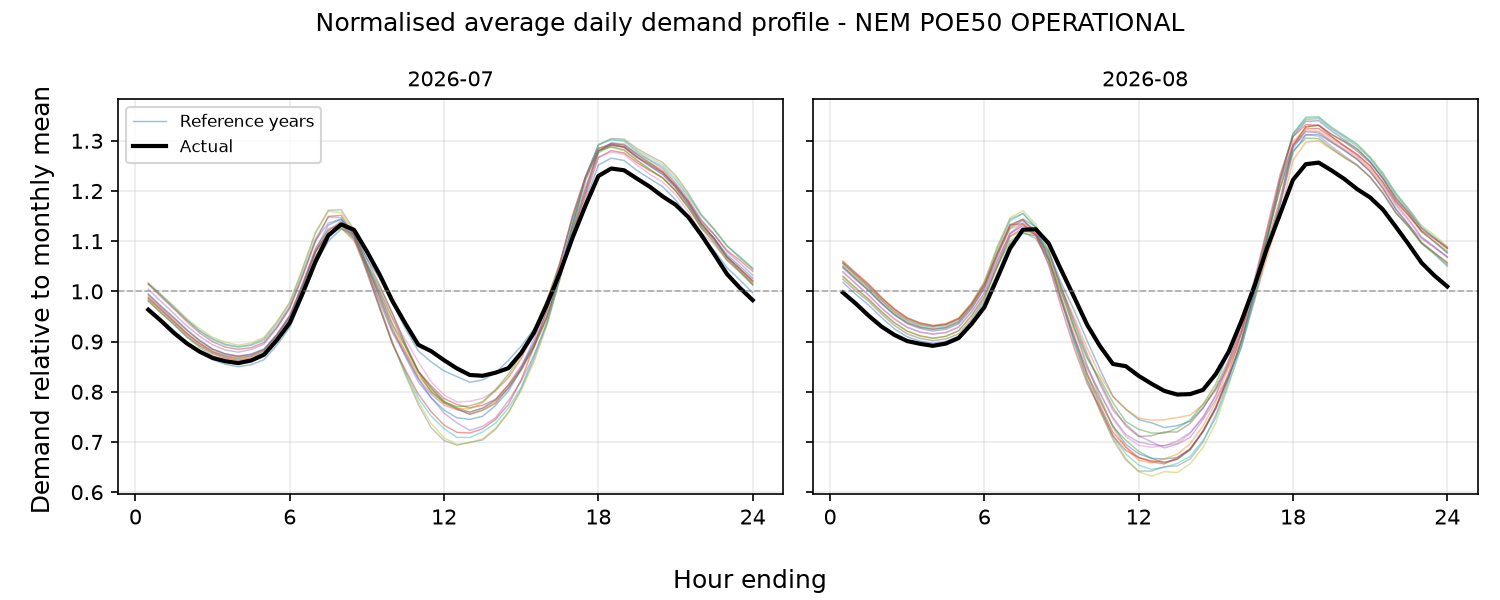 Normalised average daily demand profile - NEM POE50 OPERATIONAL
2026-07
2026-08
Demand relative to monthly mean
Reference years
Actual
1.3
1.2
1.1
1.0
0.9
0.8
0.7
0.6
0 6 12 18 24
0 6 12 18 24
Hour ending